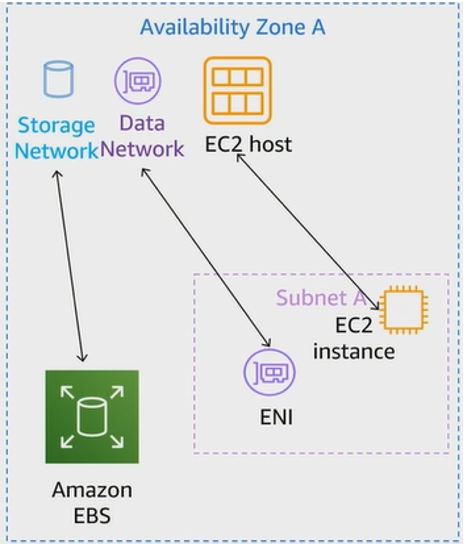 Availability Zone A
Storage
Network
Data
Network
EC2 host
Subnet A
EC2
instance
ENI
Amazon
EBS